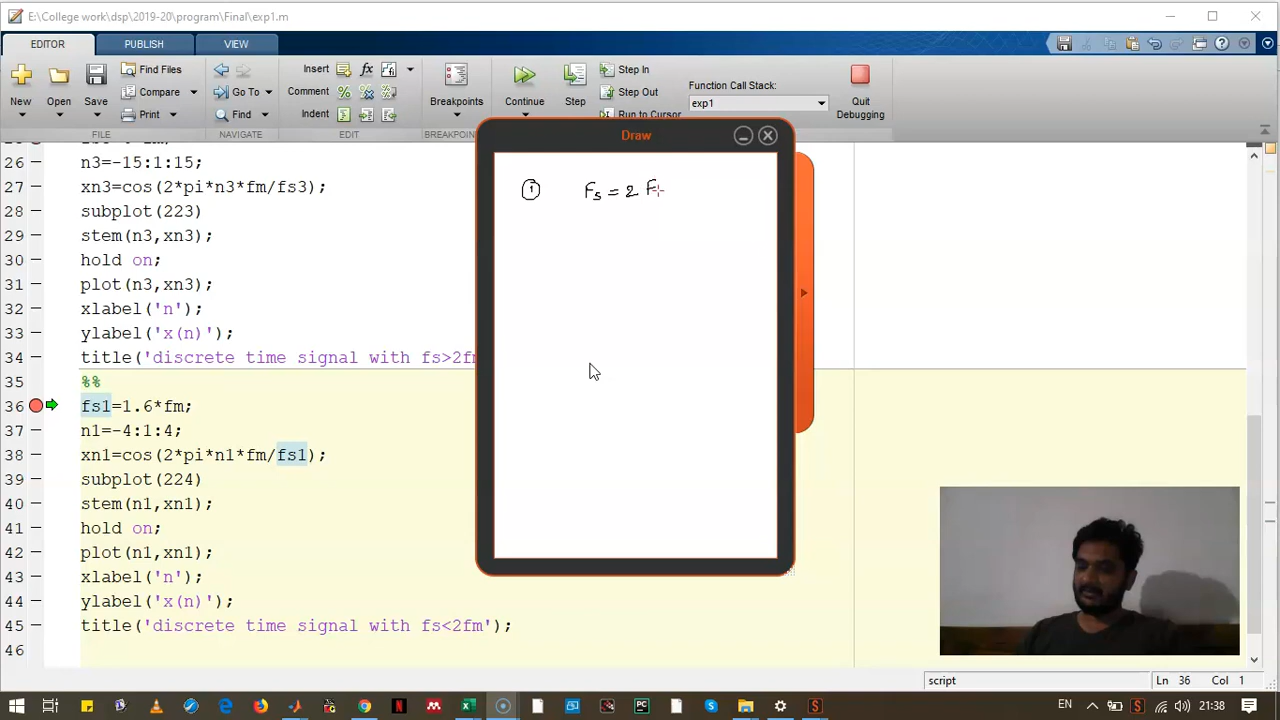 E:\College work\dsp\2019-20\program\Final\exp1.m
EDITOR PUBLISH VIEW
Find Files Insert fx Step In Function Call Stack:
Compare Go To Comment Step Out exp1
New Open Save Print Find Indent Breakpoints Continue Step Run to Cursor Quit Debugging
FILE NAVIGATE EDIT
26 n3=-15:1:15;
27 xn3=cos(2*pi*n3*fm/fs3);
28 subplot(223)
29 stem(n3,xn3);
30 hold on;
31 plot(n3,xn3);
32 xlabel('n');
33 ylabel('x(n)');
34 title('discrete time signal with fs>2fm
35 %%
36 fs1=1.6*fm;
37 n1=-4:1:4;
38 xn1=cos(2*pi*n1*fm/fs1);
39 subplot(224)
40 stem(n1,xn1);
41 hold on;
42 plot(n1,xn1);
43 xlabel('n');
44 ylabel('x(n)');
45 title('discrete time signal with fs<2fm');
46
Draw
① Fs = 2 F
script Ln 36 Col 1
EN 21:38